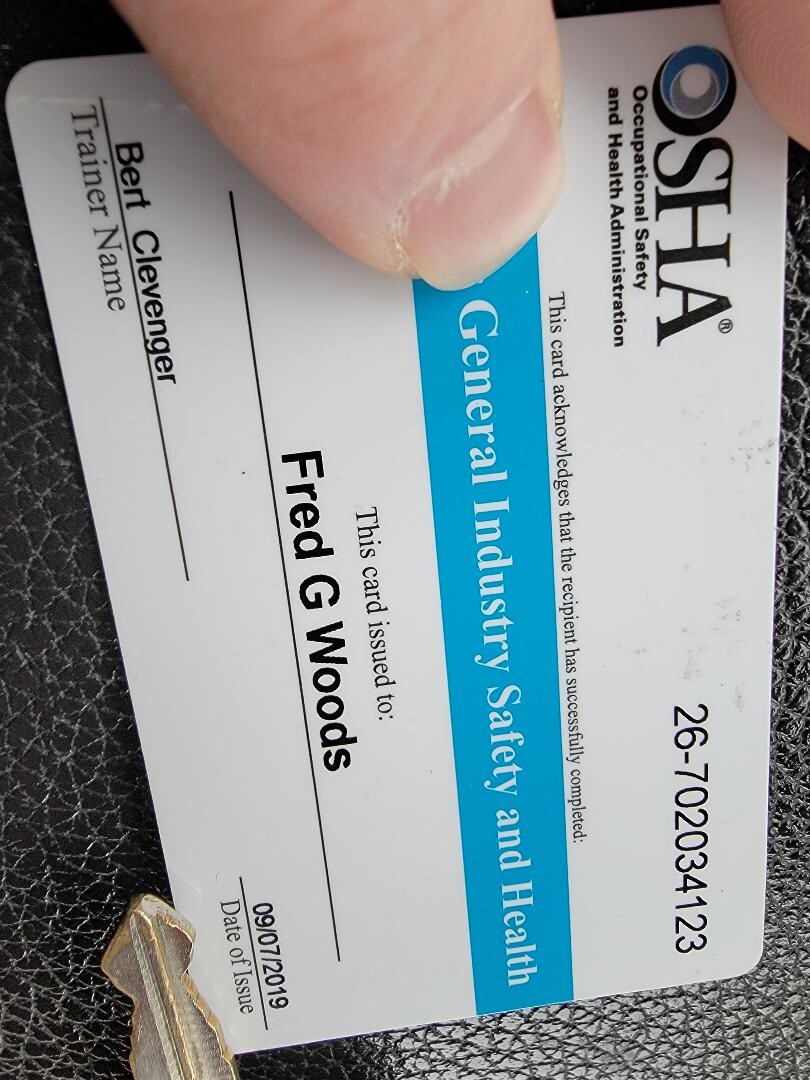 OSHA®
Occupational Safety
and Health Administration
26-702034123
This card acknowledges that the recipient has successfully completed:
General Industry Safety and Health
This card issued to:
Fred G Woods
Bert Clevenger
Trainer Name
09/07/2019
Date of Issue